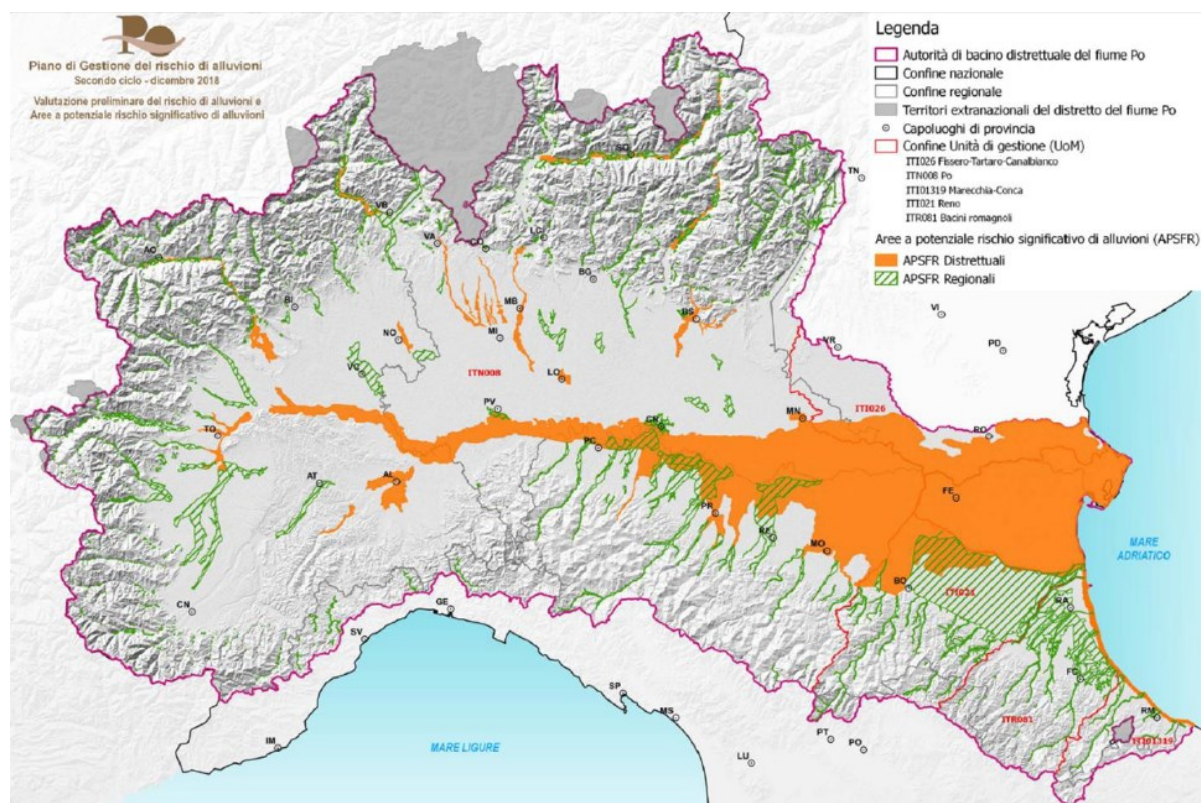 Po
Piano di Gestione del rischio di alluvioni
Secondo ciclo - dicembre 2018
Valutazione preliminare del rischio di alluvioni e
Aree a potenziale rischio significativo di alluvioni
Legenda
Autorità di bacino distrettuale del fiume Po
Confine nazionale
Confine regionale
Territori extranazionali del distretto del fiume Po
Capoluoghi di provincia
Confine Unità di gestione (UoM)
ITI026 Fissero-Tartaro-Canalbianco
ITN008 Po
ITI01319 Marecchia-Conca
ITI021 Reno
ITR081 Bacini romagnoli
Aree a potenziale rischio significativo di alluvioni (APSFR)
APSFR Distrettuali
APSFR Regionali
SO
TN
VB
VA
CO
LC
AO
BG
BI
MB
BS
VI
NO
MI
VR
PD
VC
ITN008
LO
PV
MN
ITI026
TO
CN
RO
PC
AT
AL
FE
PR
RE
MO
MARE
ADRIATICO
BO
ITI021
RA
CN
GE
SV
FC
SP
MS
ITR081
RN
ITI01319
IM
MARE LIGURE
PT
PO
LU